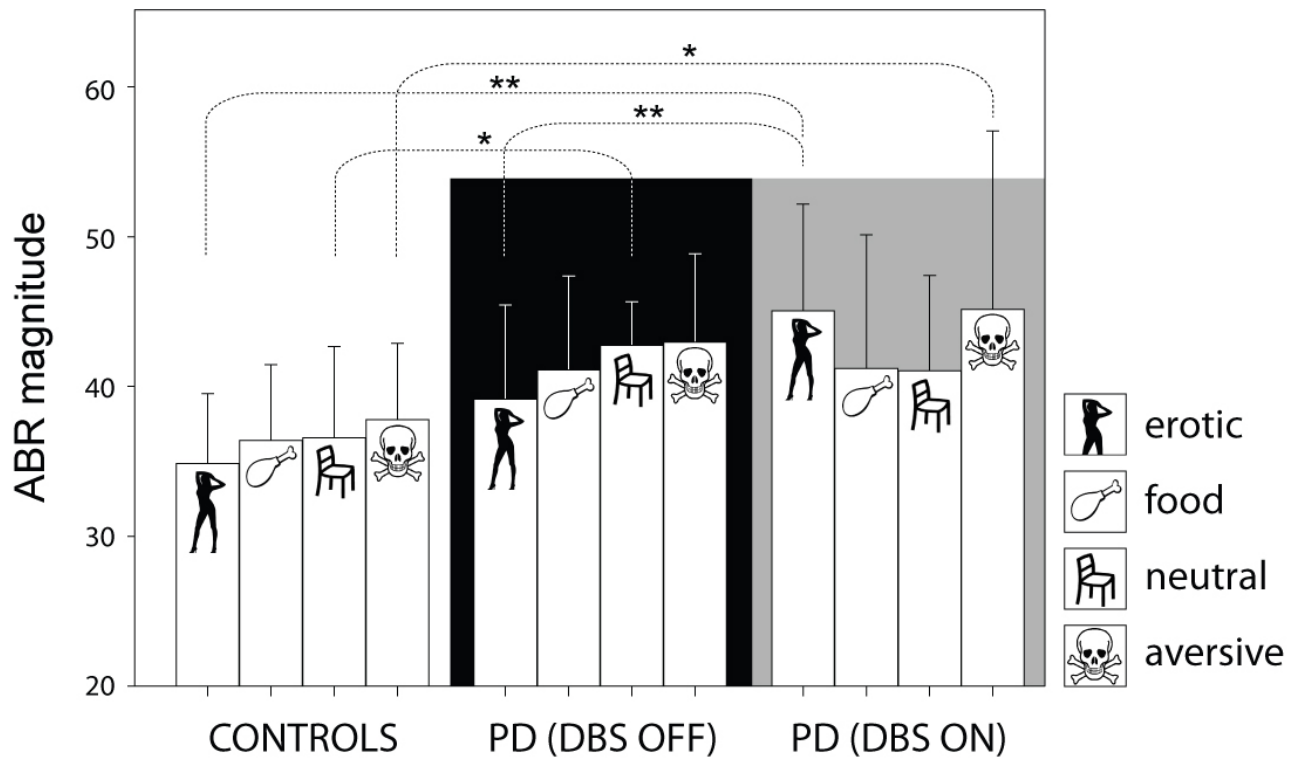 ABR magnitude
60
50
40
30
20
*
**
**
*
CONTROLS
PD (DBS OFF)
PD (DBS ON)
erotic
food
neutral
aversive